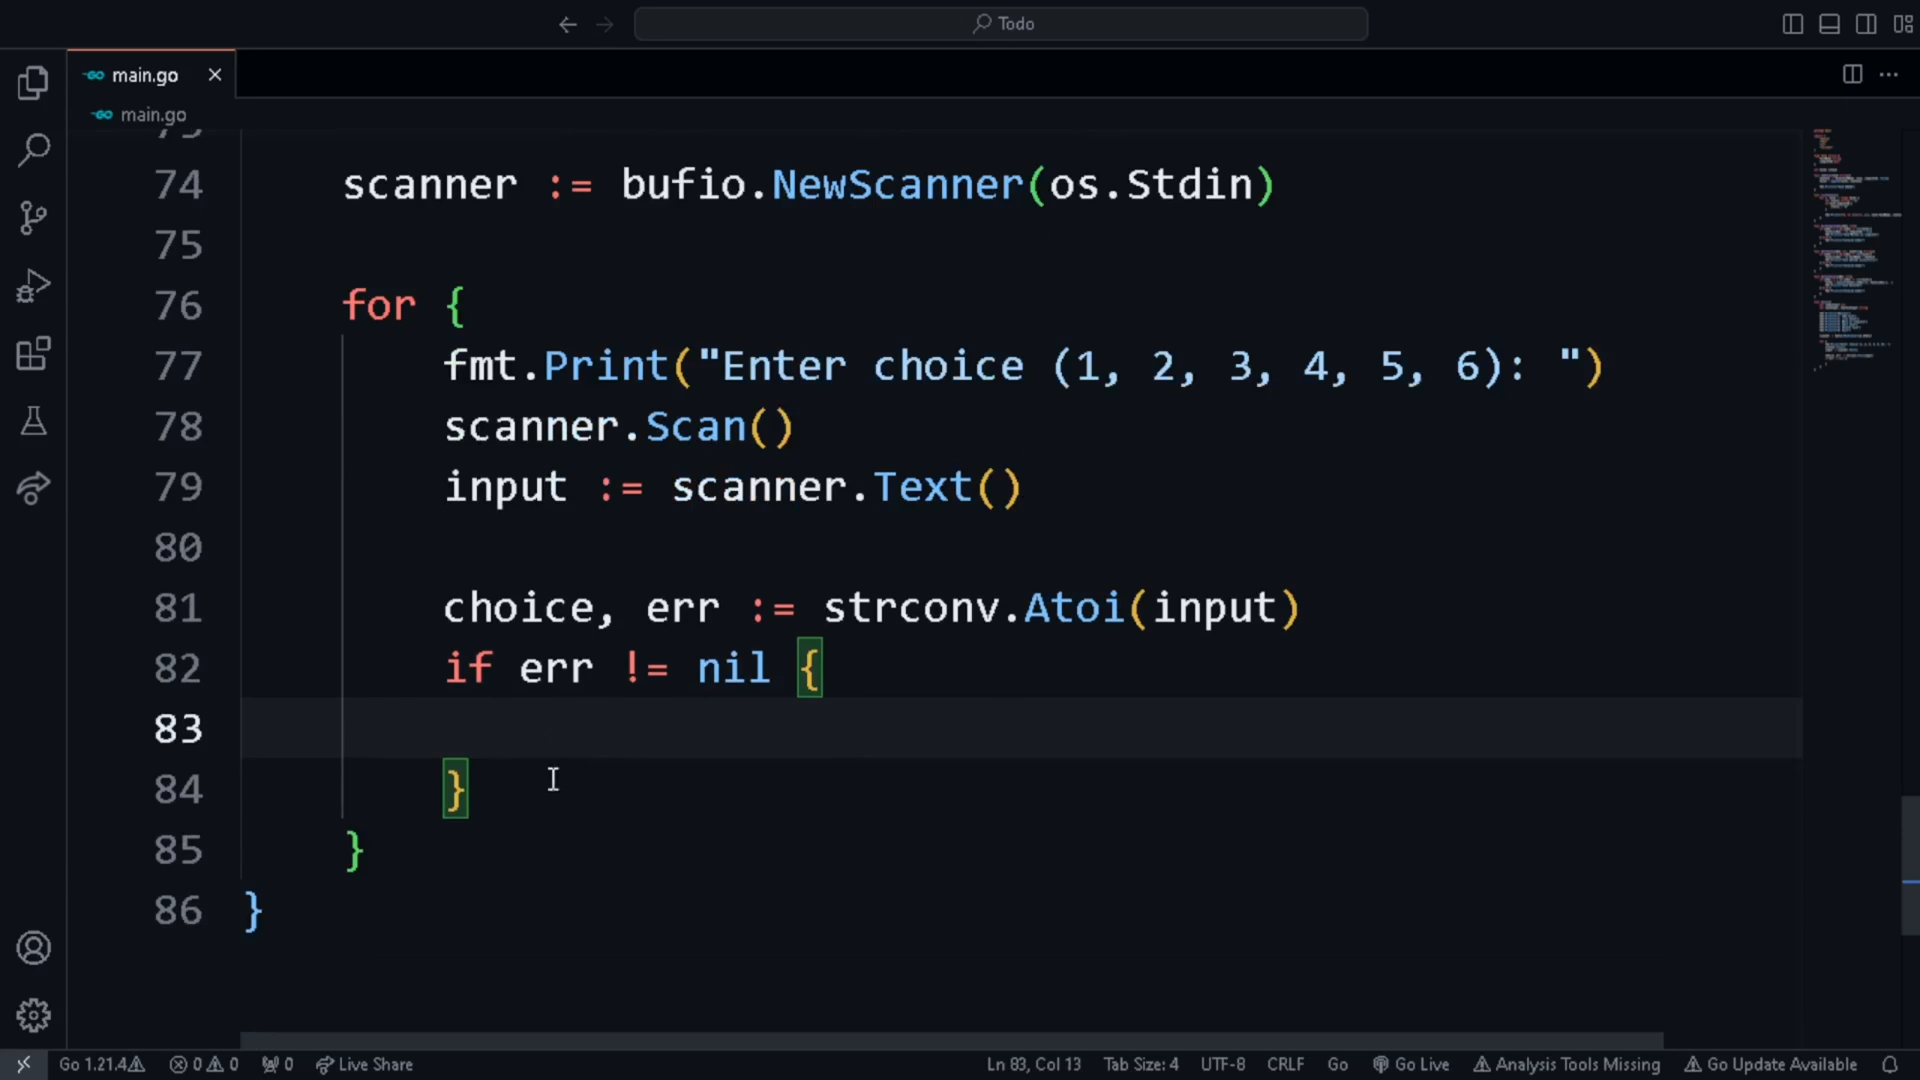 Todo
main.go
main.go
74 scanner := bufio.NewScanner(os.Stdin)
75
76 for {
77 fmt.Print("Enter choice (1, 2, 3, 4, 5, 6): ")
78 scanner.Scan()
79 input := scanner.Text()
80
81 choice, err := strconv.Atoi(input)
82 if err != nil {
83
84 }
85 }
86 }
Go 1.21.4 0 0 0 Live Share Ln 83, Col 13 Tab Size: 4 UTF-8 CRLF Go Go Live Analysis Tools Missing Go Update Available